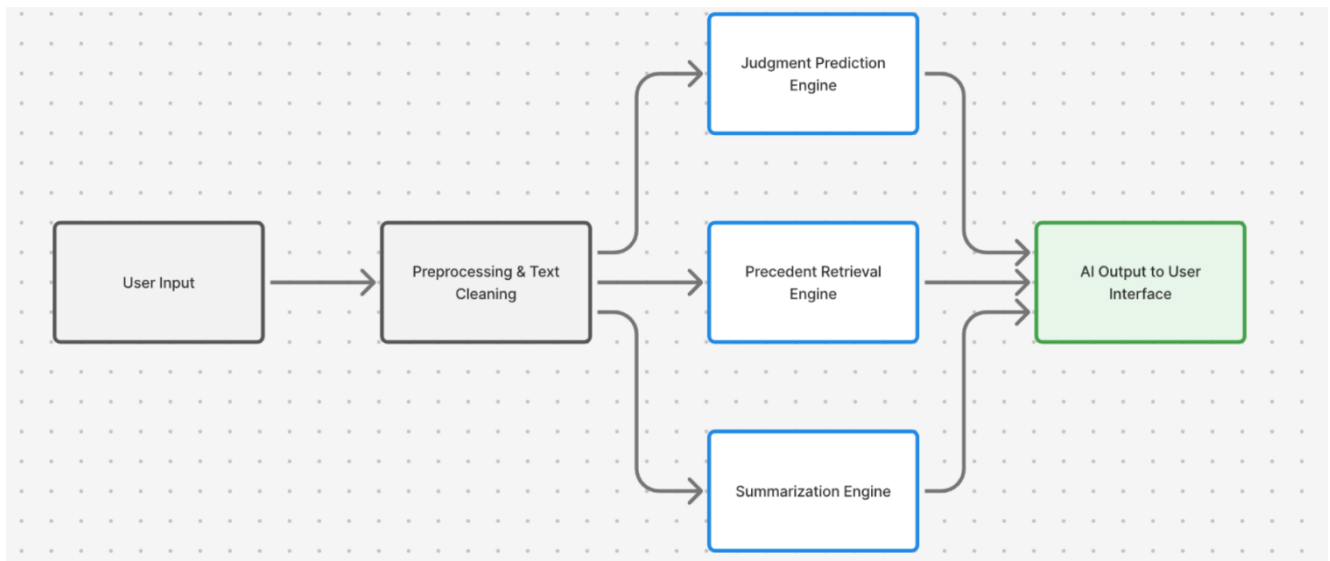 Judgment Prediction
Engine
User Input
Preprocessing & Text
Cleaning
Precedent Retrieval
Engine
AI Output to User
Interface
Summarization Engine